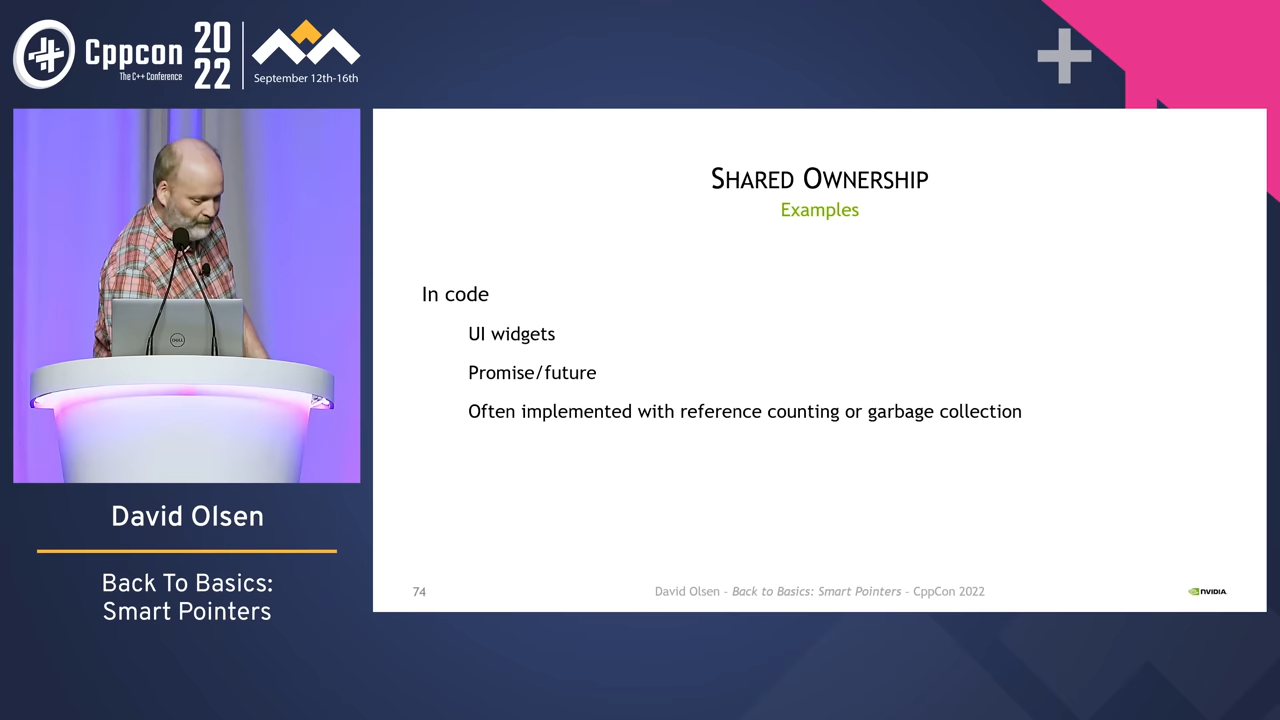 Cppcon
The C++ Conference
20
22
September 12th-16th
SHARED OWNERSHIP
Examples
In code
UI widgets
Promise/future
Often implemented with reference counting or garbage collection
74
David Olsen – Back to Basics: Smart Pointers – CppCon 2022
NVIDIA
DELL
David Olsen
Back To Basics:
Smart Pointers